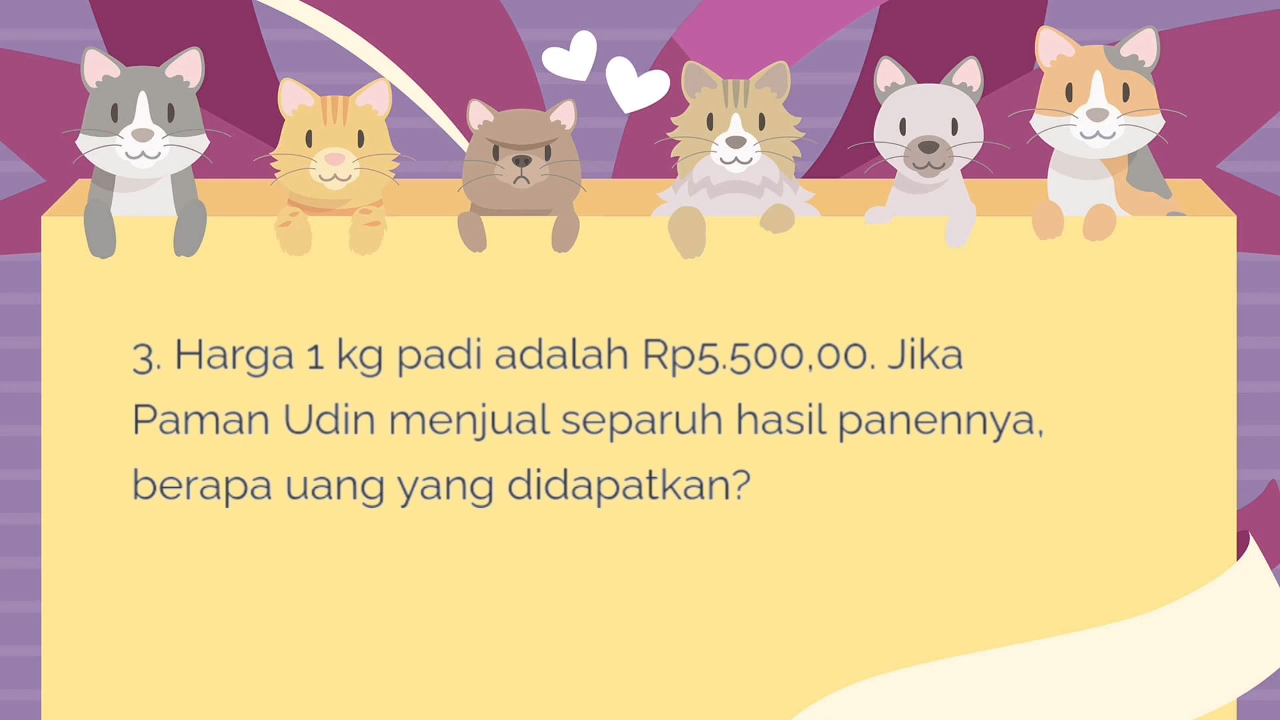 3. Harga 1 kg padi adalah Rp5.500,00. Jika
Paman Udin menjual separuh hasil panennya,
berapa uang yang didapatkan?